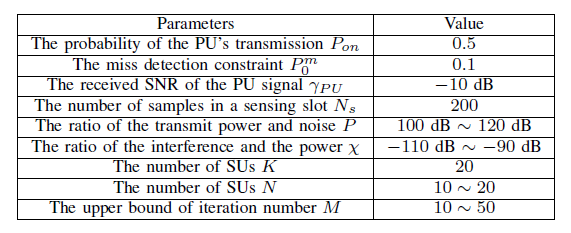 Parameters Value
The probability of the PU's transmission P_on 0.5
The miss detection constraint P_0^m 0.1
The received SNR of the PU signal γ_PU −10 dB
The number of samples in a sensing slot N_s 200
The ratio of the transmit power and noise P 100 dB ∼ 120 dB
The ratio of the interference and the power χ −110 dB ∼ −90 dB
The number of SUs K 20
The number of SUs N 10 ∼ 20
The upper bound of iteration number M 10 ∼ 50